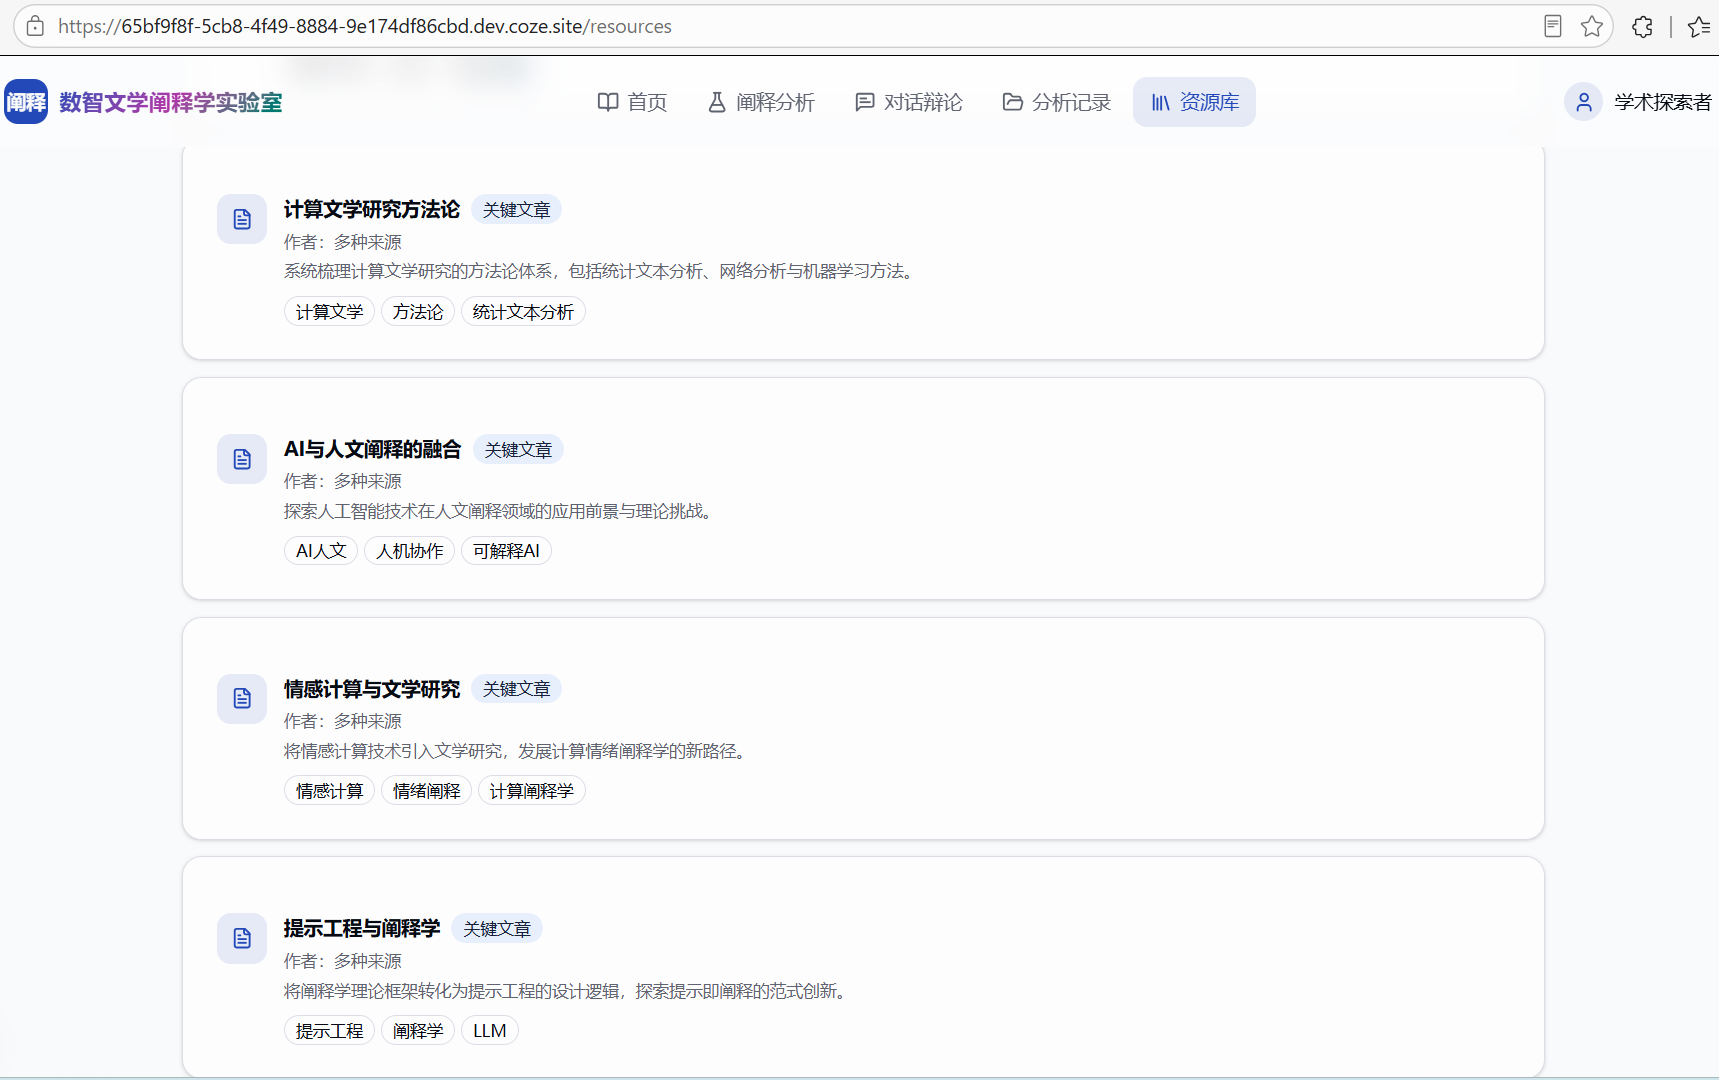 https://65bf9f8f-5cb8-4f49-8884-9e174df86cbd.dev.coze.site/resources
阐释 数智文学阐释学实验室 首页 阐释分析 对话辩论 分析记录 资源库 学术探索者
计算文学研究方法论 关键文章
作者：多种来源
系统梳理计算文学研究的方法论体系，包括统计文本分析、网络分析与机器学习方法。
计算文学 方法论 统计文本分析
AI与人文阐释的融合 关键文章
作者：多种来源
探索人工智能技术在人文阐释领域的应用前景与理论挑战。
AI人文 人机协作 可解释AI
情感计算与文学研究 关键文章
作者：多种来源
将情感计算技术引入文学研究，发展计算情绪阐释学的新路径。
情感计算 情绪阐释 计算阐释学
提示工程与阐释学 关键文章
作者：多种来源
将阐释学理论框架转化为提示工程的设计逻辑，探索提示即阐释的范式创新。
提示工程 阐释学 LLM